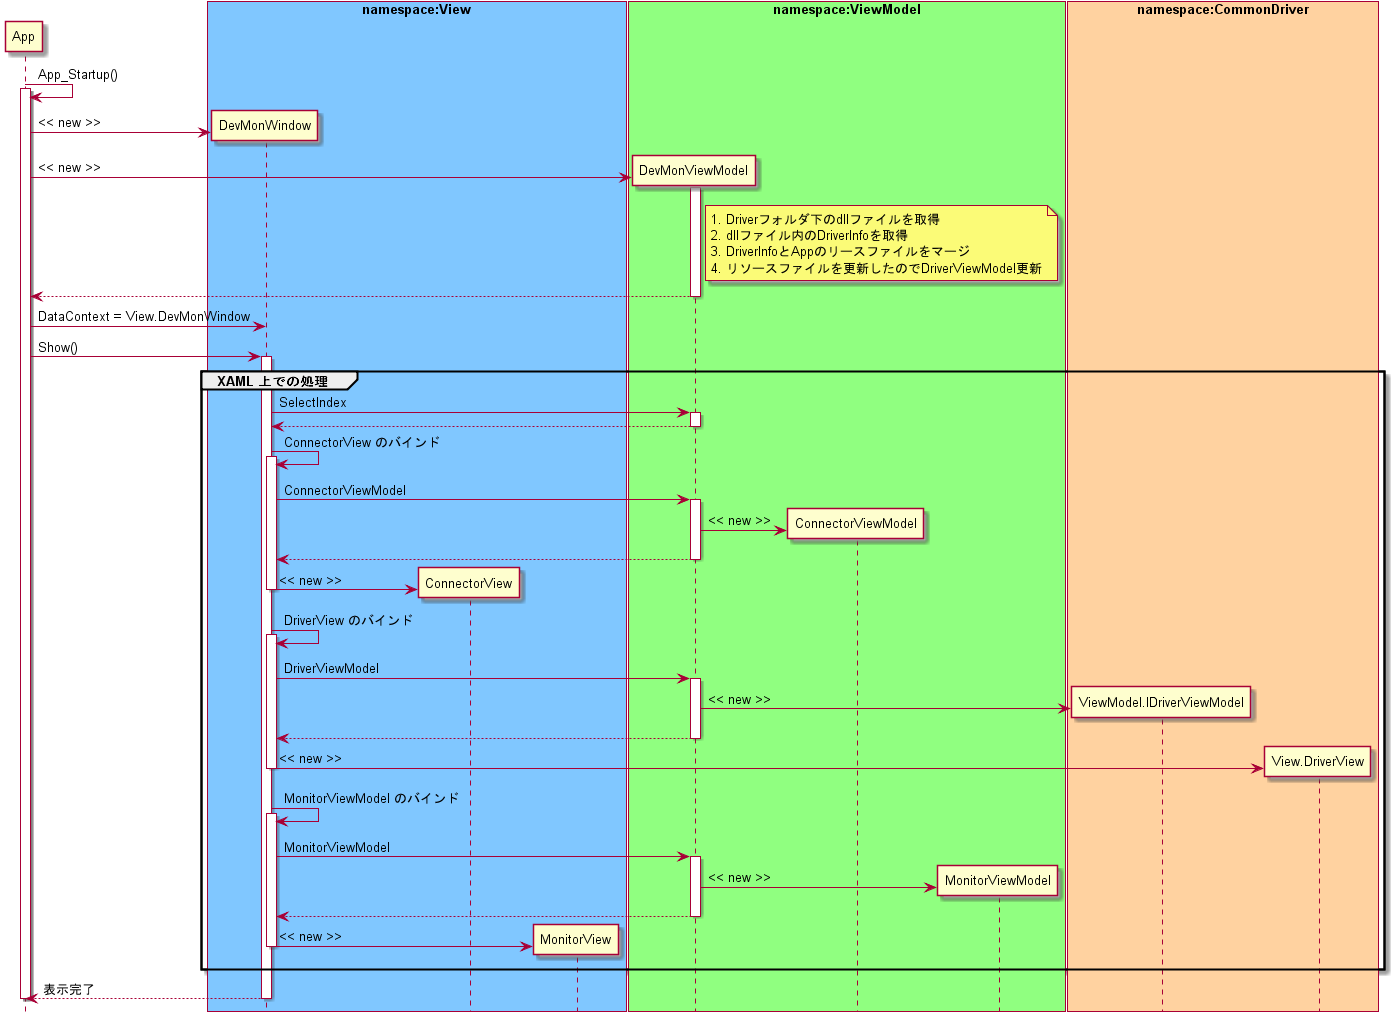 namespace:View
namespace:ViewModel
namespace:CommonDriver
App
App_Startup()
<< new >>
DevMonWindow
<< new >>
DevMonViewModel
1. Driverフォルダ下のdllファイルを取得
2. dllファイル内のDriverInfoを取得
3. DriverInfoとAppのリースファイルをマージ
4. リソースファイルを更新したのでDriverViewModel更新
DataContext = View.DevMonWindow
Show()
XAML 上での処理
SelectIndex
ConnectorView のバインド
ConnectorViewModel
<< new >>
ConnectorViewModel
<< new >>
ConnectorView
DriverView のバインド
DriverViewModel
<< new >>
ViewModel.IDriverViewModel
<< new >>
View.DriverView
MonitorViewModel のバインド
MonitorViewModel
<< new >>
MonitorViewModel
<< new >>
MonitorView
表示完了